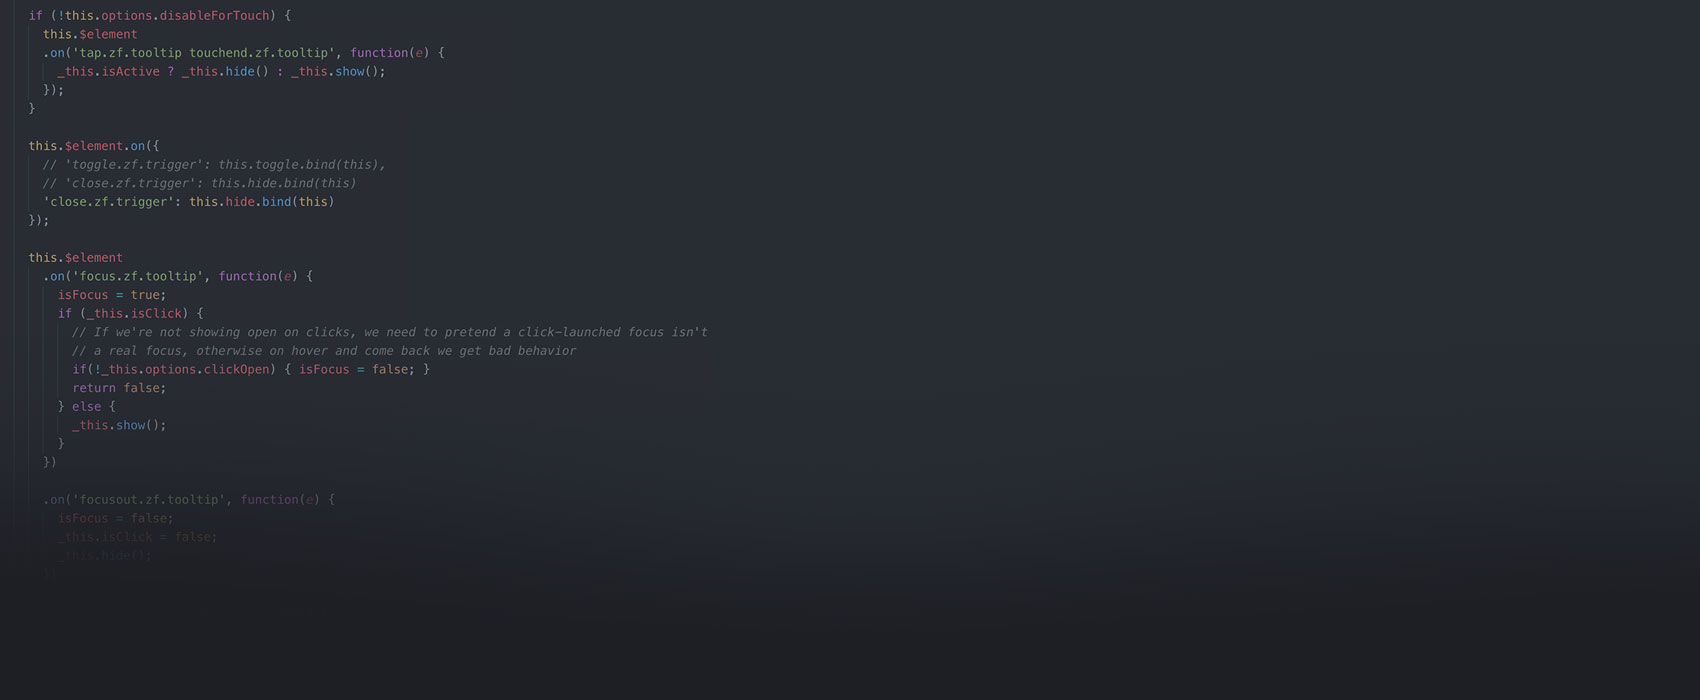 if (!this.options.disableForTouch) {
this.$element
.on('tap.zf.tooltip touchend.zf.tooltip', function(e) {
_this.isActive ? _this.hide() : _this.show();
});
}
this.$element.on({
// 'toggle.zf.trigger': this.toggle.bind(this),
// 'close.zf.trigger': this.hide.bind(this)
'close.zf.trigger': this.hide.bind(this)
});
this.$element
.on('focus.zf.tooltip', function(e) {
isFocus = true;
if (_this.isClick) {
// If we're not showing open on clicks, we need to pretend a click-launched focus isn't
// a real focus, otherwise on hover and come back we get bad behavior
if(!_this.options.clickOpen) { isFocus = false; }
return false;
} else {
_this.show();
}
})
.on('focusout.zf.tooltip', function(e) {
isFocus = false;
_this.isClick = false;
_this.hide();
})